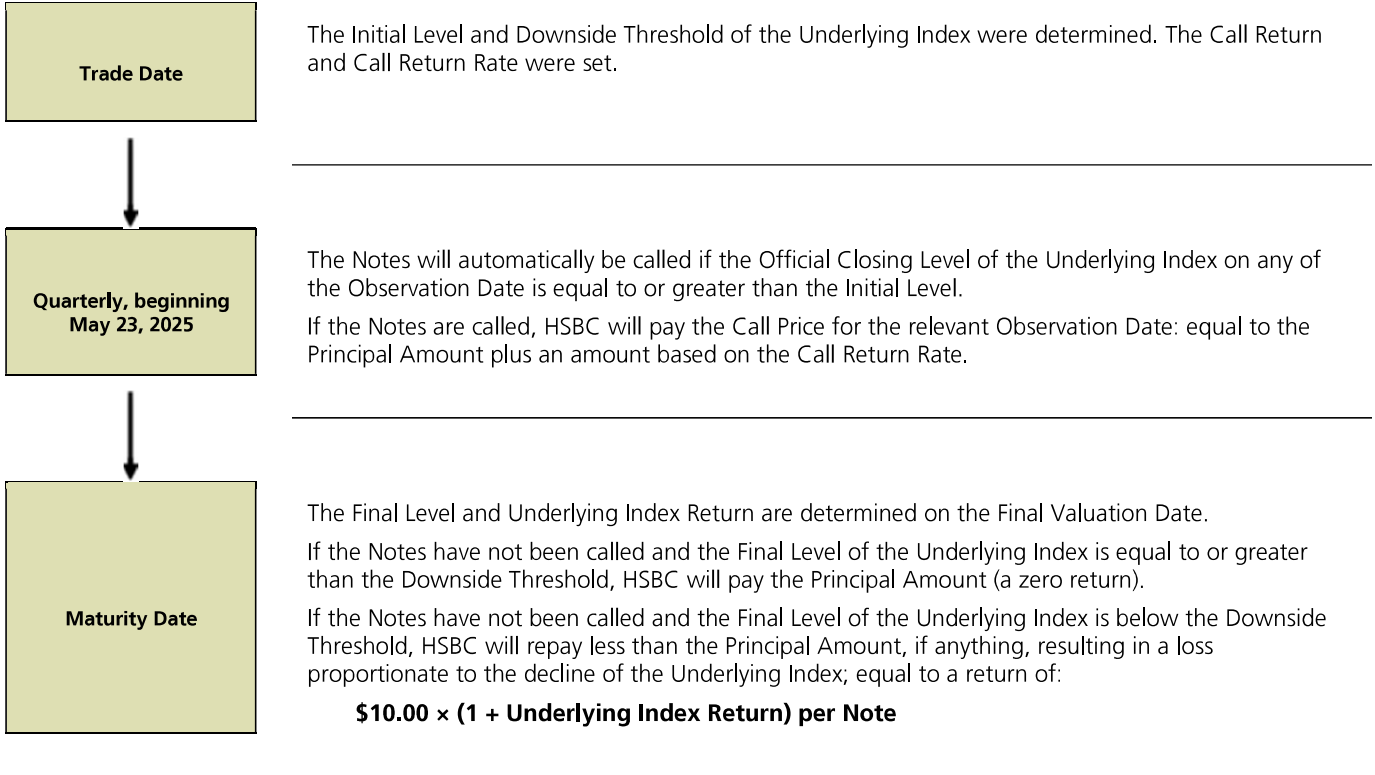 Trade Date
The Initial Level and Downside Threshold of the Underlying Index were determined. The Call Return
and Call Return Rate were set.
Quarterly, beginning
May 23, 2025
The Notes will automatically be called if the Official Closing Level of the Underlying Index on any of
the Observation Date is equal to or greater than the Initial Level.
If the Notes are called, HSBC will pay the Call Price for the relevant Observation Date: equal to the
Principal Amount plus an amount based on the Call Return Rate.
Maturity Date
The Final Level and Underlying Index Return are determined on the Final Valuation Date.
If the Notes have not been called and the Final Level of the Underlying Index is equal to or greater
than the Downside Threshold, HSBC will pay the Principal Amount (a zero return).
If the Notes have not been called and the Final Level of the Underlying Index is below the Downside
Threshold, HSBC will repay less than the Principal Amount, if anything, resulting in a loss
proportionate to the decline of the Underlying Index; equal to a return of:
$10.00 × (1 + Underlying Index Return) per Note